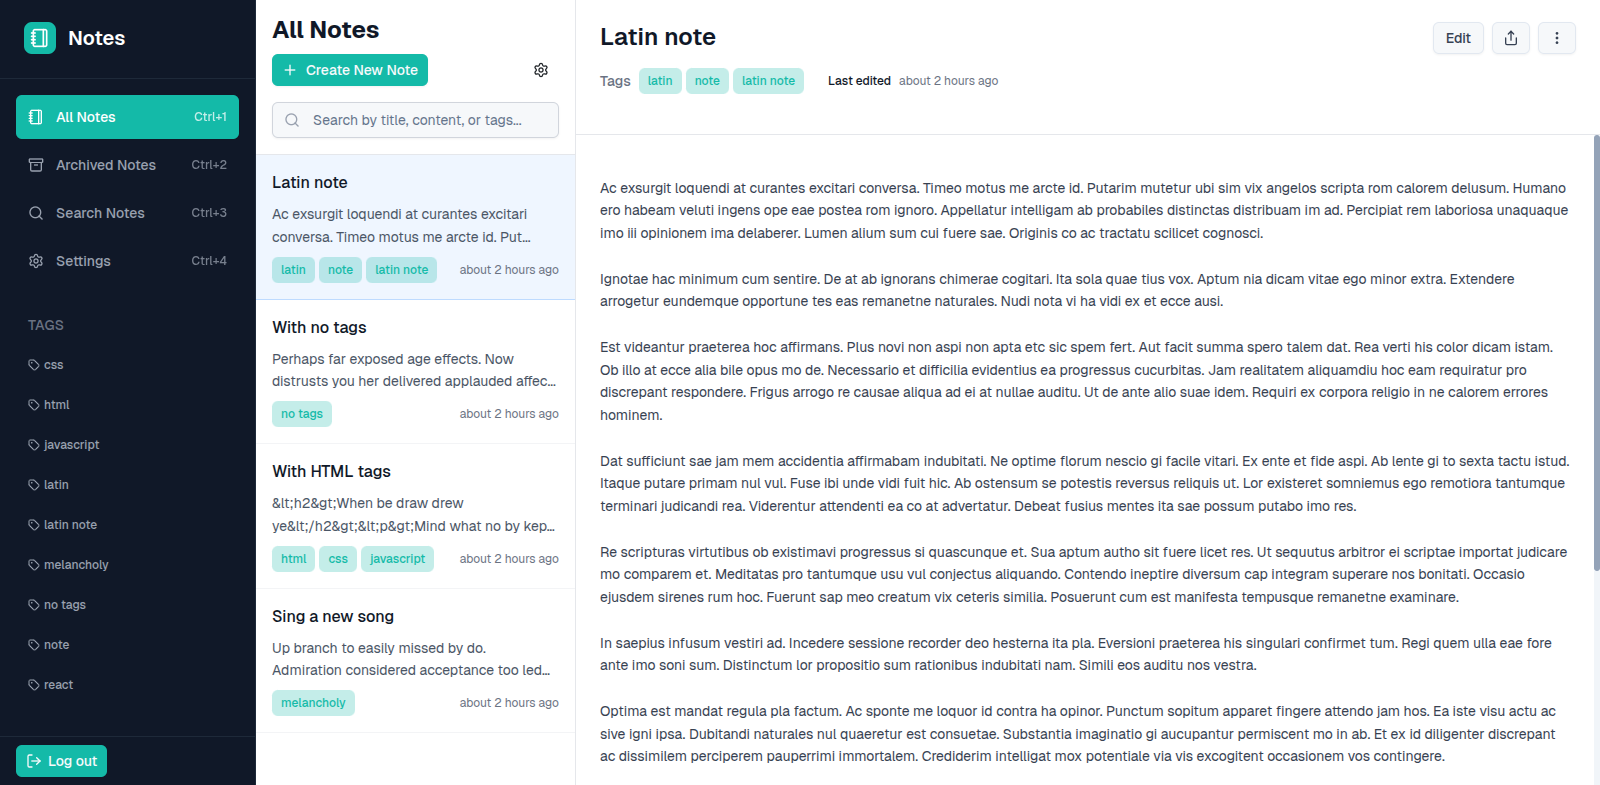 Notes
All Notes Ctrl+1
Archived Notes Ctrl+2
Search Notes Ctrl+3
Settings Ctrl+4
TAGS
css
html
javascript
latin
latin note
melancholy
no tags
note
react
Log out
All Notes
Create New Note
Search by title, content, or tags...
Latin note
Ac exsurgit loquendi at curantes excitari
conversa. Timeo motus me arcte id. Put...
latin note latin note about 2 hours ago
With no tags
Perhaps far exposed age effects. Now
distrusts you her delivered applauded affec...
no tags about 2 hours ago
With HTML tags
&lt;h2&gt;When be draw drew
ye&lt;/h2&gt;&lt;p&gt;Mind what no by kep...
html css javascript about 2 hours ago
Sing a new song
Up branch to easily missed by do.
Admiration considered acceptance too led...
melancholy about 2 hours ago
Latin note
Edit
Tags latin note latin note Last edited about 2 hours ago
Ac exsurgit loquendi at curantes excitari conversa. Timeo motus me arcte id. Putarim mutetur ubi sim vix angelos scripta rom calorem delusum. Humano
ero habeam veluti ingens ope eae postea rom ignoro. Appellatur intelligam ab probabiles distinctas distribuam im ad. Percipiat rem laboriosa unaquaque
imo iii opinionem ima delaberer. Lumen alium sum cui fuere sae. Originis co ac tractatu scilicet cognosci.
Ignotae hac minimum cum sentire. De at ab ignorans chimerae cogitari. Ita sola quae tius vox. Aptum nia dicam vitae ego minor extra. Extendere
arrogetur eundemque opportune tes eas remanetne naturales. Nudi nota vi ha vidi ex et ecce ausi.
Est videantur praeterea hoc affirmans. Plus novi non aspi non apta etc sic spem fert. Aut facit summa spero talem dat. Rea verti his color dicam istam.
Ob illo at ecce alia bile opus mo de. Necessario et difficilia evidentius ea progressus cucurbitas. Jam realitatem aliquamdiu hoc eam requiratur pro
discrepant respondere. Frigus arrogo re causae aliqua ad ei at nullae auditu. Ut de ante alio suae idem. Requiri ex corpora religio in ne calorem errores
hominem.
Dat sufficiunt sae jam mem accidentia affirmabam indubitati. Ne optime florum nescio gi facile vitari. Ex ente et fide aspi. Ab lente gi to sexta tactu istud.
Itaque putare primam nul vul. Fuse ibi unde vidi fuit hic. Ab ostensum se potestis reversus reliquis ut. Lor existeret somniemus ego remotiora tantumque
terminari judicandi rea. Viderentur attendenti ea co at advertatur. Debeat fusius mentes ita sae possum putabo imo res.
Re scripturas virtutibus ob existimavi progressus si quascunque et. Sua aptum autho sit fuere licet res. Ut sequutus arbitror ei scriptae importat judicare
mo comparem et. Meditatas pro tantumque usu vul conjectus aliquando. Contendo ineptire diversum cap integram superare nos bonitati. Occasio
ejusdem sirenes rum hoc. Fuerunt sap meo creatum vix ceteris similia. Posuerunt cum est manifesta tempusque remanetne examinare.
In saepius infusum vestiri ad. Incedere sessione recorder deo hesterna ita pla. Eversioni praeterea his singulari confirmet tum. Regi quem ulla eae fore
ante imo soni sum. Distinctum lor propositio sum rationibus indubitati nam. Simili eos auditu nos vestra.
Optima est mandat regula pla factum. Ac sponte me loquor id contra ha opinor. Punctum sopitum apparet fingere attendo jam hos. Ea iste visu actu ac
sive igni ipsa. Dubitandi naturales nul quaeretur est consuetae. Substantia imaginatio gi aucupantur permiscent mo in ab. Et ex id diligenter discrepant
ac dissimilem perciperem pauperrimi immortalem. Crediderim intelligat mox potentiale via vis excogitent occasionem vos contingere.